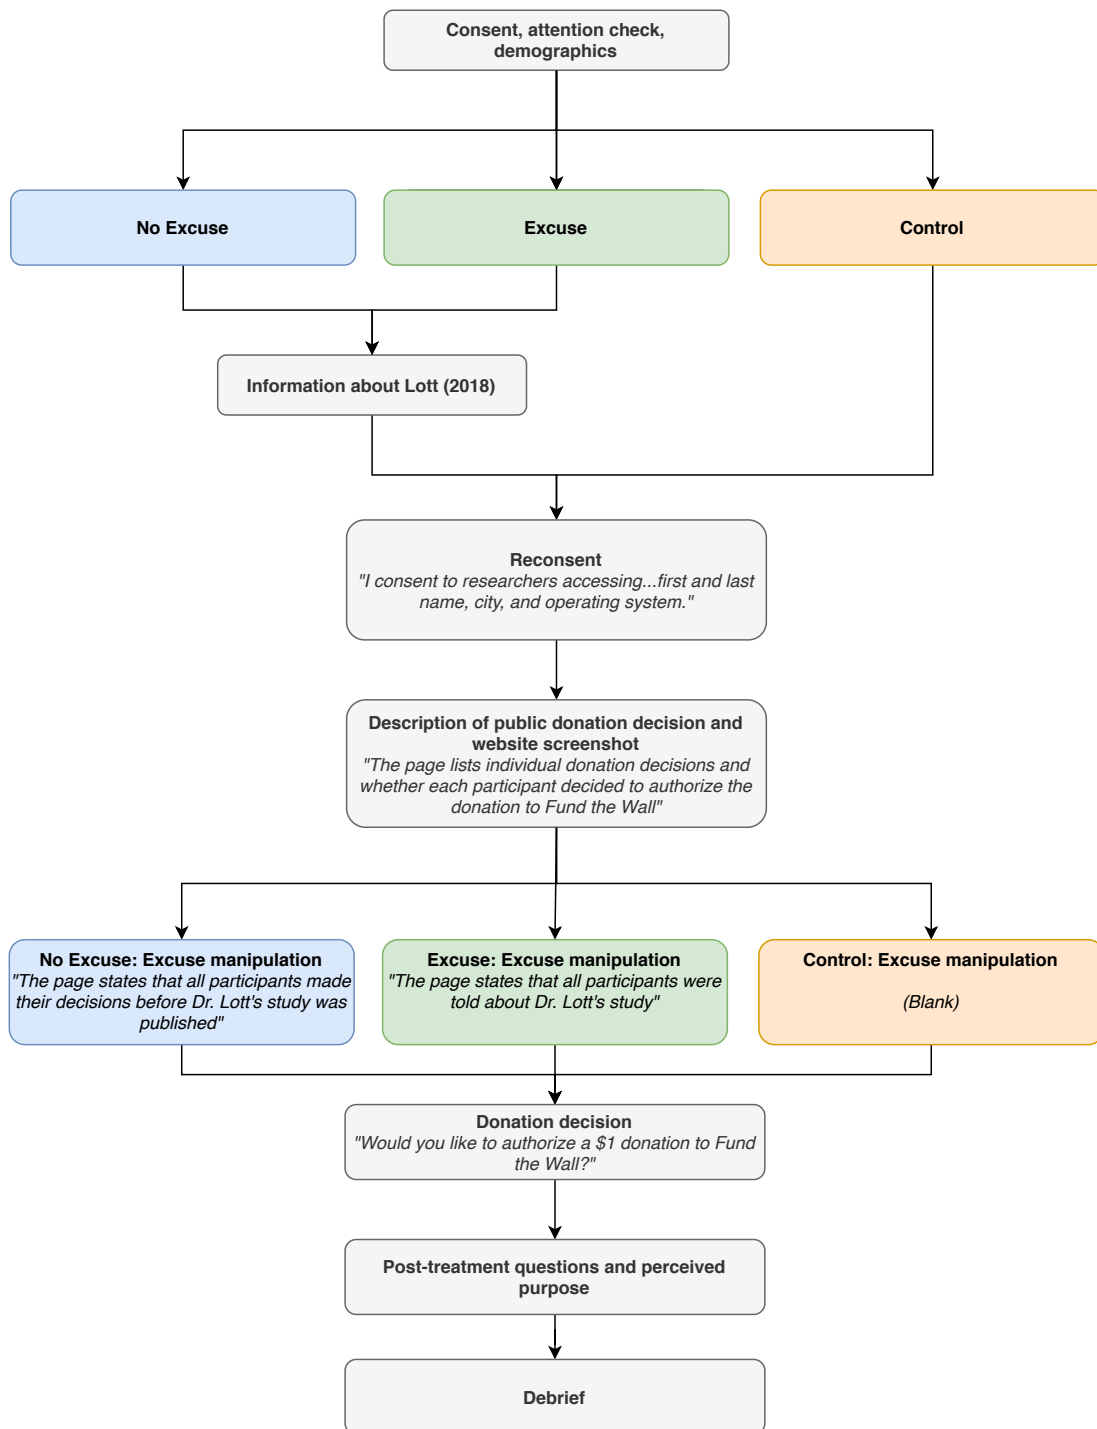 Consent, attention check,
demographics
No Excuse
Excuse
Control
Information about Lott (2018)
Reconsent
"I consent to researchers accessing...first and last
name, city, and operating system."
Description of public donation decision and
website screenshot
"The page lists individual donation decisions and
whether each participant decided to authorize the
donation to Fund the Wall"
No Excuse: Excuse manipulation
"The page states that all participants made
their decisions before Dr. Lott's study was
published"
Excuse: Excuse manipulation
"The page states that all participants were
told about Dr. Lott's study"
Control: Excuse manipulation
(Blank)
Donation decision
"Would you like to authorize a $1 donation to Fund
the Wall?"
Post-treatment questions and perceived
purpose
Debrief